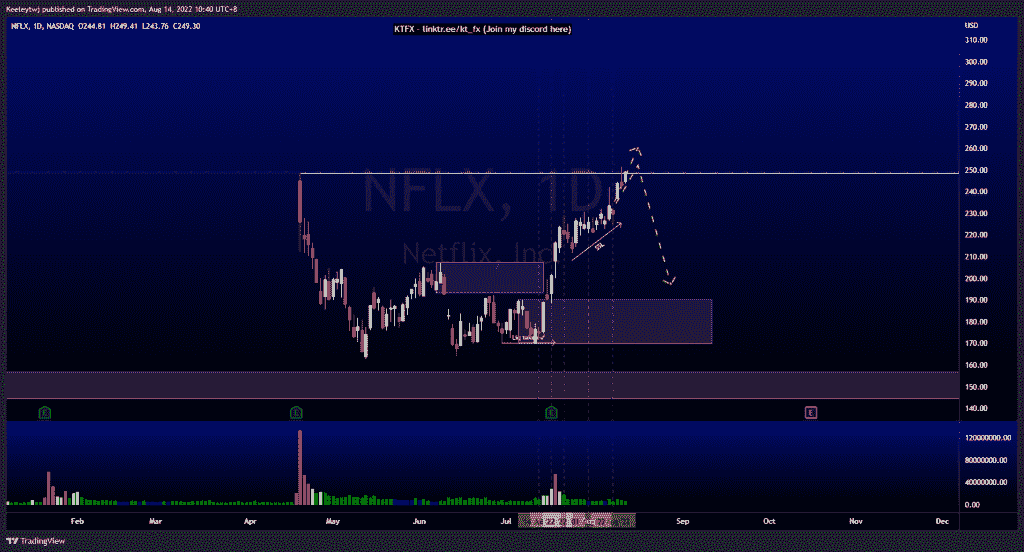 Keeleytwj published on TradingView.com, Aug 14, 2022 10:40 UTC-8
NFLX, 1D, NASDAQ O244.81 H249.41 L243.76 C249.30
KTFX - linktr.ee/kt_fx (Join my discord here)
USD
310.00
300.00
290.00
280.00
270.00
260.00
250.00
240.00
230.00
220.00
210.00
200.00
190.00
180.00
170.00
160.00
150.00
140.00
NFLX, 1D
Netflix, Inc
E
E
E
E
120000000.00
80000000.00
40000000.00
0.00
Feb Mar Apr May Jun Jul Sep Oct Nov Dec
TradingView